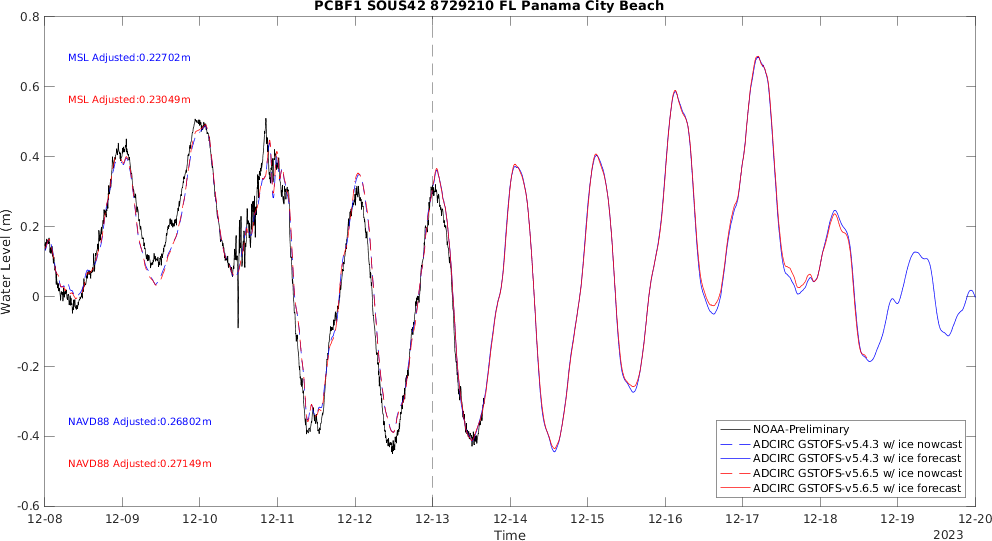 PCBF1 SOUS42 8729210 FL Panama City Beach
0.8
0.6
0.4
0.2
0
-0.2
-0.4
-0.6
Water Level (m)
MSL Adjusted:0.22702m
MSL Adjusted:0.23049m
NAVD88 Adjusted:0.26802m
NAVD88 Adjusted:0.27149m
NOAA-Preliminary
ADCIRC GSTOFS-v5.4.3 w/ ice nowcast
ADCIRC GSTOFS-v5.4.3 w/ ice forecast
ADCIRC GSTOFS-v5.6.5 w/ ice nowcast
ADCIRC GSTOFS-v5.6.5 w/ ice forecast
12-08 12-09 12-10 12-11 12-12 12-13 12-14 12-15 12-16 12-17 12-18 12-19 12-20
Time
2023